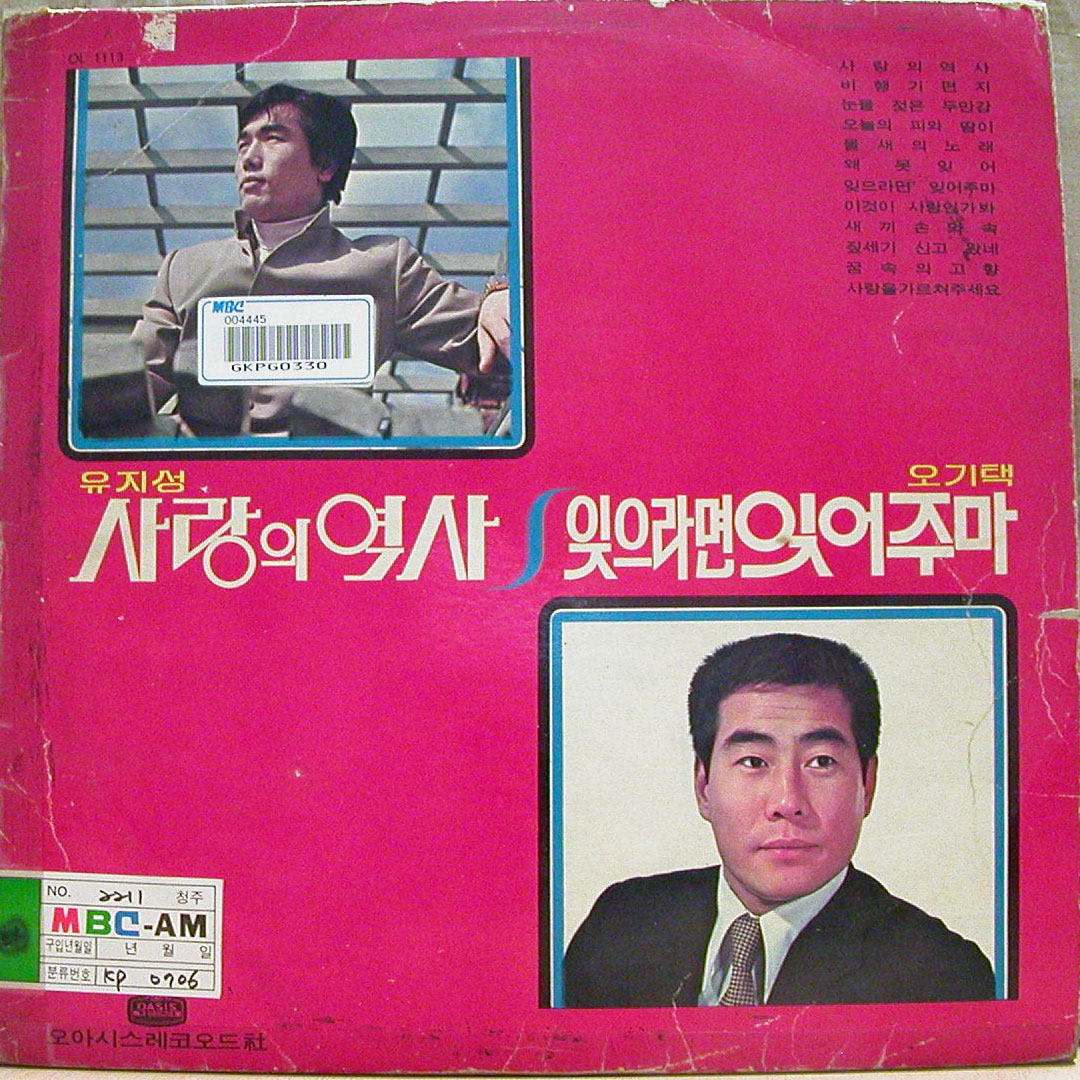 OL 1113
사랑의 역사
비행기 편지
눈물 젖은 두만강
오늘의 피와 땀이
물새의 노래
왜 못잊어
잊으라면 잊어주마
이것이 사랑인가봐
새끼손의 약속
짚세기 신고 왔네
꿈속의 고향
사랑을 가르쳐주세요
MBC
004445
GKPG0330
유지성
오기택
사랑의 역사
잊으라면 잊어주마
NO. 2211 청주
MBC-AM
구입년월일 년 월 일
분류번호 KP 0706
OASIS
오아시스레코오드社